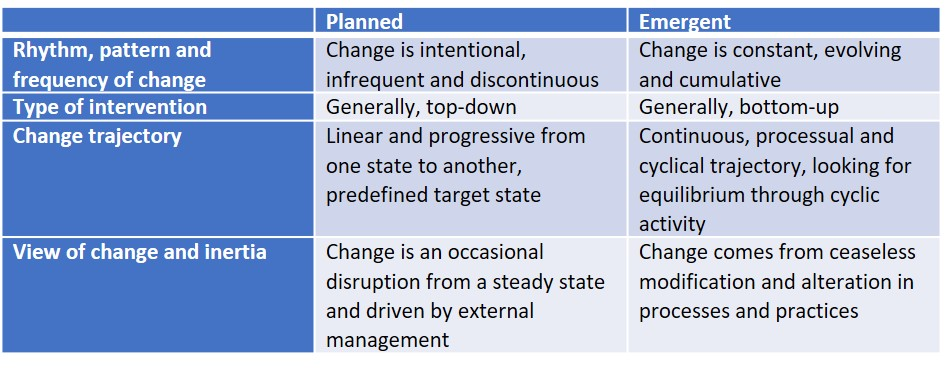 Planned
Emergent
Rhythm, pattern and
frequency of change
Change is intentional,
infrequent and discontinuous
Change is constant, evolving
and cumulative
Type of intervention
Generally, top-down
Generally, bottom-up
Change trajectory
Linear and progressive from
one state to another,
predefined target state
Continuous, processual and
cyclical trajectory, looking for
equilibrium through cyclic
activity
View of change and inertia
Change is an occasional
disruption from a steady state
and driven by external
management
Change comes from ceaseless
modification and alteration in
processes and practices